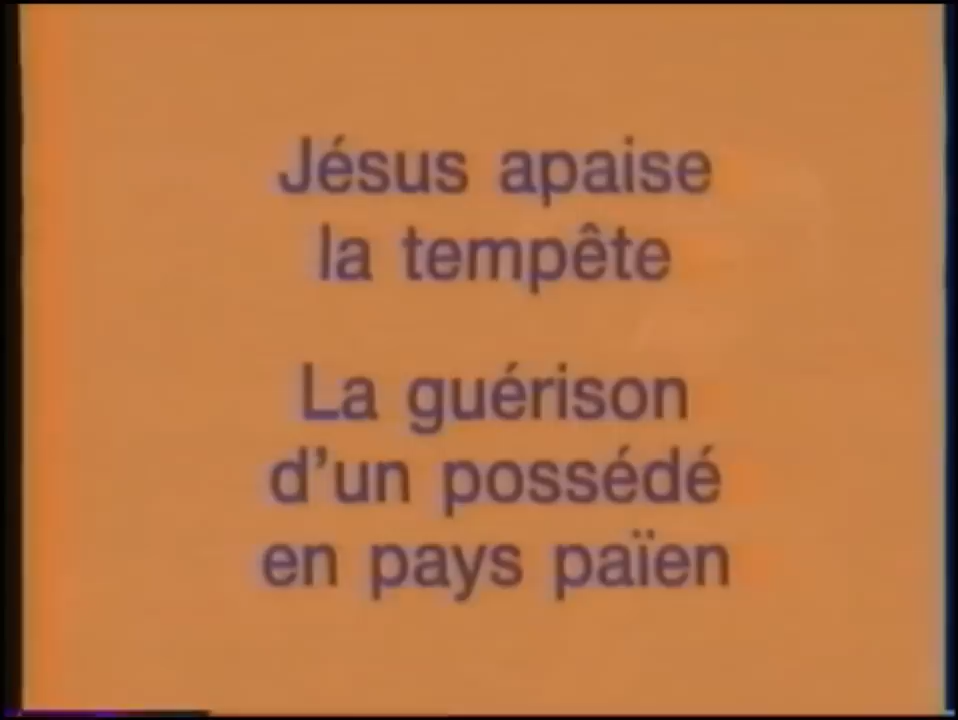 Jésus apaise
la tempête
La guérison
d'un possédé
en pays païen